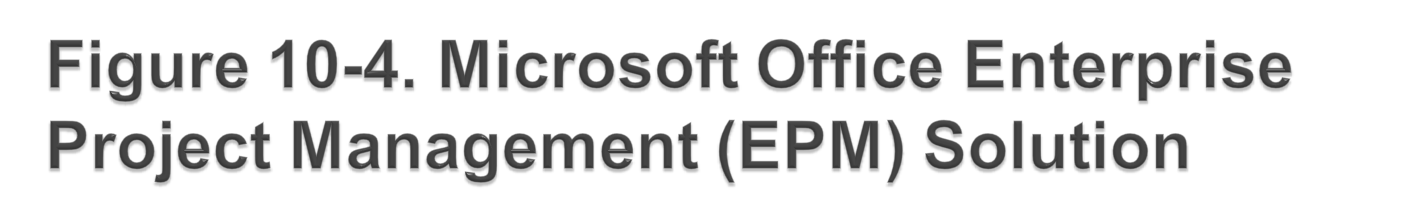 Figure 10-4. Microsoft Office Enterprise
Project Management (EPM) Solution